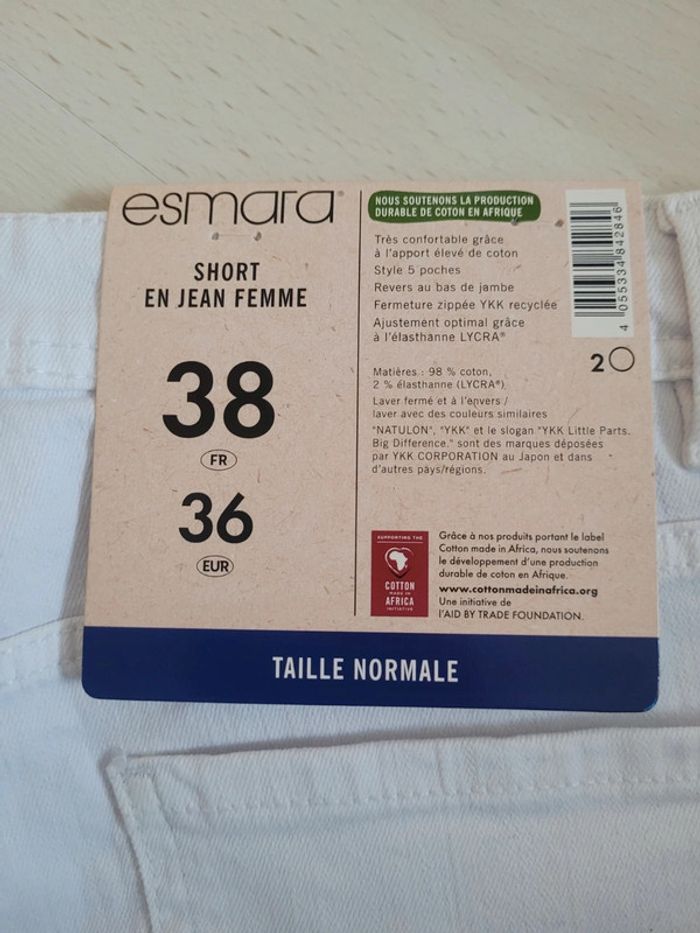 esmara
SHORT
EN JEAN FEMME
38
FR
36
EUR
NOUS SOUTENONS LA PRODUCTION
DURABLE DE COTON EN AFRIQUE
Très confortable grâce
à l'apport élevé de coton
Style 5 poches
Revers au bas de jambe
Fermeture zippée YKK recyclée
Ajustement optimal grâce
à l'élasthanne LYCRA®
Matières : 98 % coton,
2 % élasthanne (LYCRA®)
Laver fermé et à l'envers /
laver avec des couleurs similaires
"NATULON", "YKK" et le slogan "YKK Little Parts.
Big Difference." sont des marques déposées
par YKK CORPORATION au Japon et dans
d'autres pays/régions.
4 055334 842846
2
SUPPORTING THE
COTTON
MADE IN
AFRICA
INITIATIVE
Grâce à nos produits portant le label
Cotton made in Africa, nous soutenons
le développement d'une production
durable de coton en Afrique.
www.cottonmadeinafrica.org
Une initiative de
l'AID BY TRADE FOUNDATION.
TAILLE NORMALE